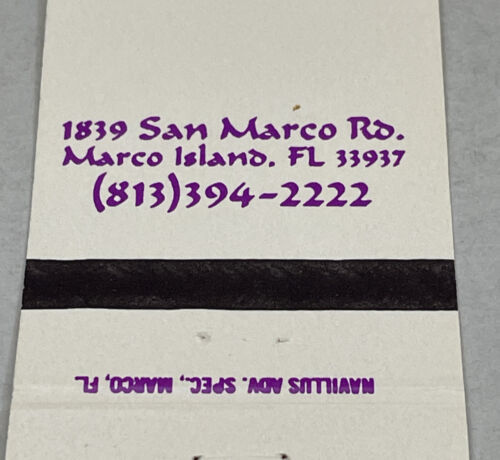 1839 San Marco Rd.
Marco Island, FL 33937
(813)394-2222
NAVILLUS ADV. SPEC., MARCO, FL